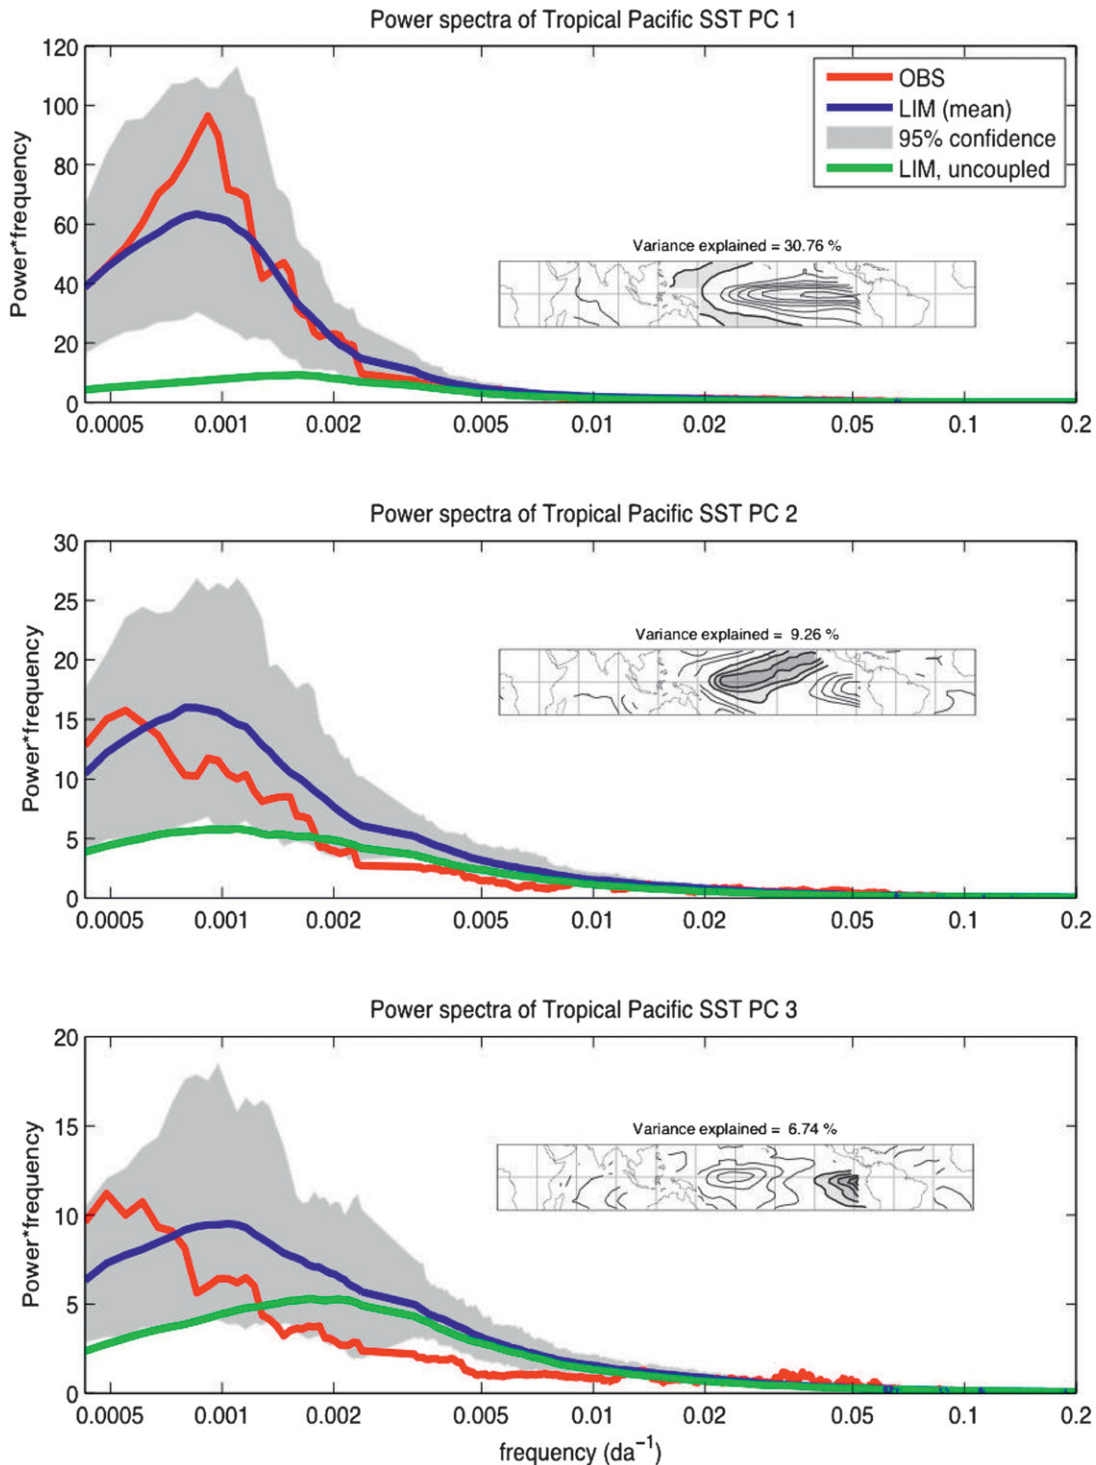 Power spectra of Tropical Pacific SST PC 1
120
100
80
60
40
20
0
Power*frequency
OBS
LIM (mean)
95% confidence
LIM, uncoupled
Variance explained = 30.76 %
0.0005 0.001 0.002 0.005 0.01 0.02 0.05 0.1 0.2
Power spectra of Tropical Pacific SST PC 2
30
25
20
15
10
5
0
Power*frequency
Variance explained = 9.26 %
0.0005 0.001 0.002 0.005 0.01 0.02 0.05 0.1 0.2
Power spectra of Tropical Pacific SST PC 3
20
15
10
5
0
Power*frequency
Variance explained = 6.74 %
0.0005 0.001 0.002 0.005 0.01 0.02 0.05 0.1 0.2
frequency (da⁻¹)